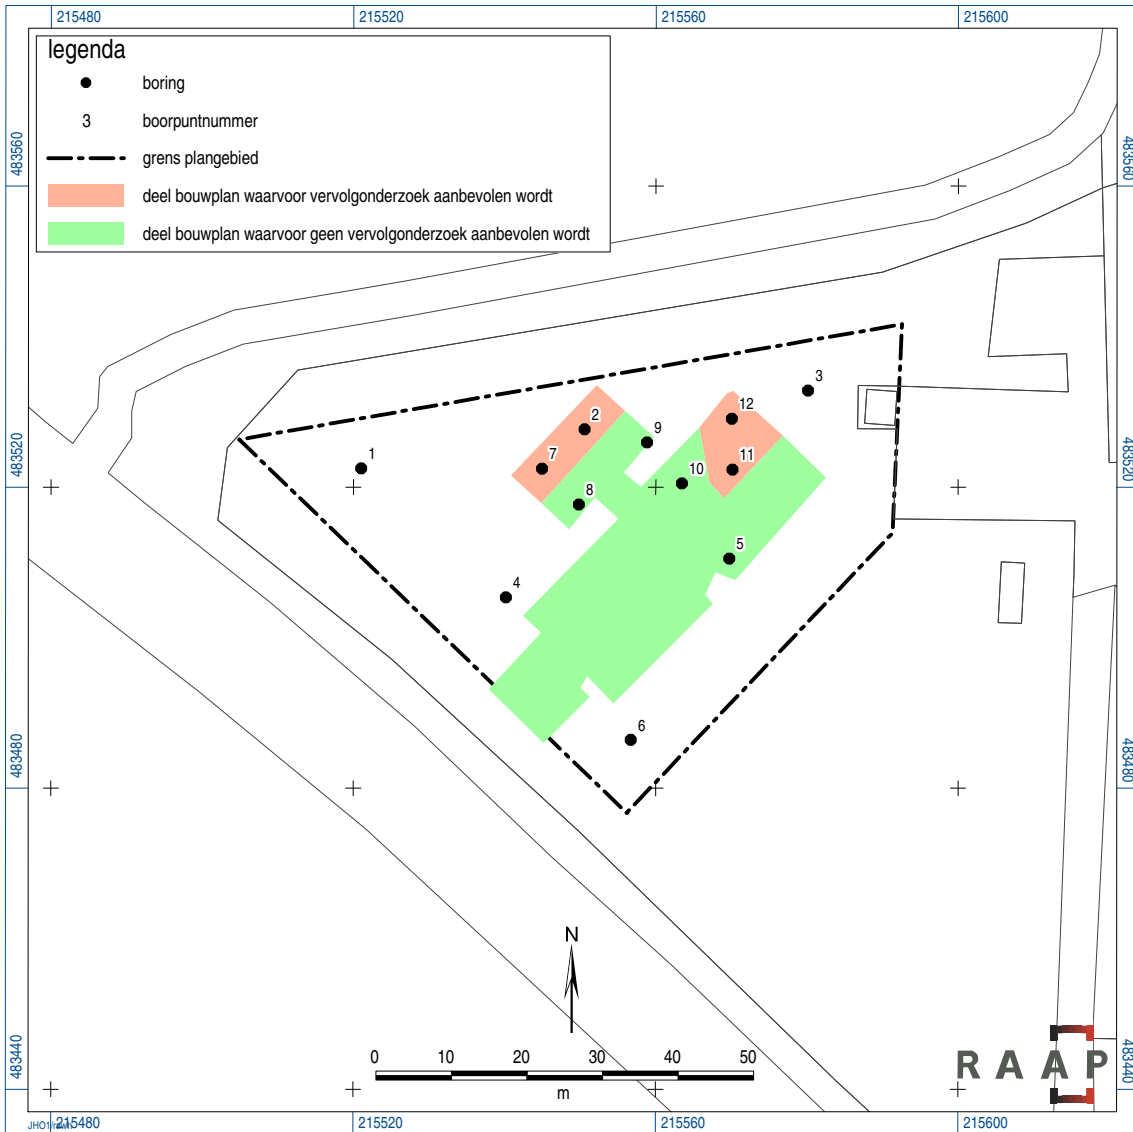 215480
215520
215560
215600
legenda
boring
3 boorpuntnummer
grens plangebied
deel bouwplan waarvoor vervolgonderzoek aanbevolen wordt
deel bouwplan waarvoor geen vervolgonderzoek aanbevolen wordt
483560
483560
3
12
2
9
1
7
11
10
8
483520
483520
5
4
6
483480
483480
N
0 10 20 30 40 50
m
RAAP
483440
483440
215480
215520
215560
215600